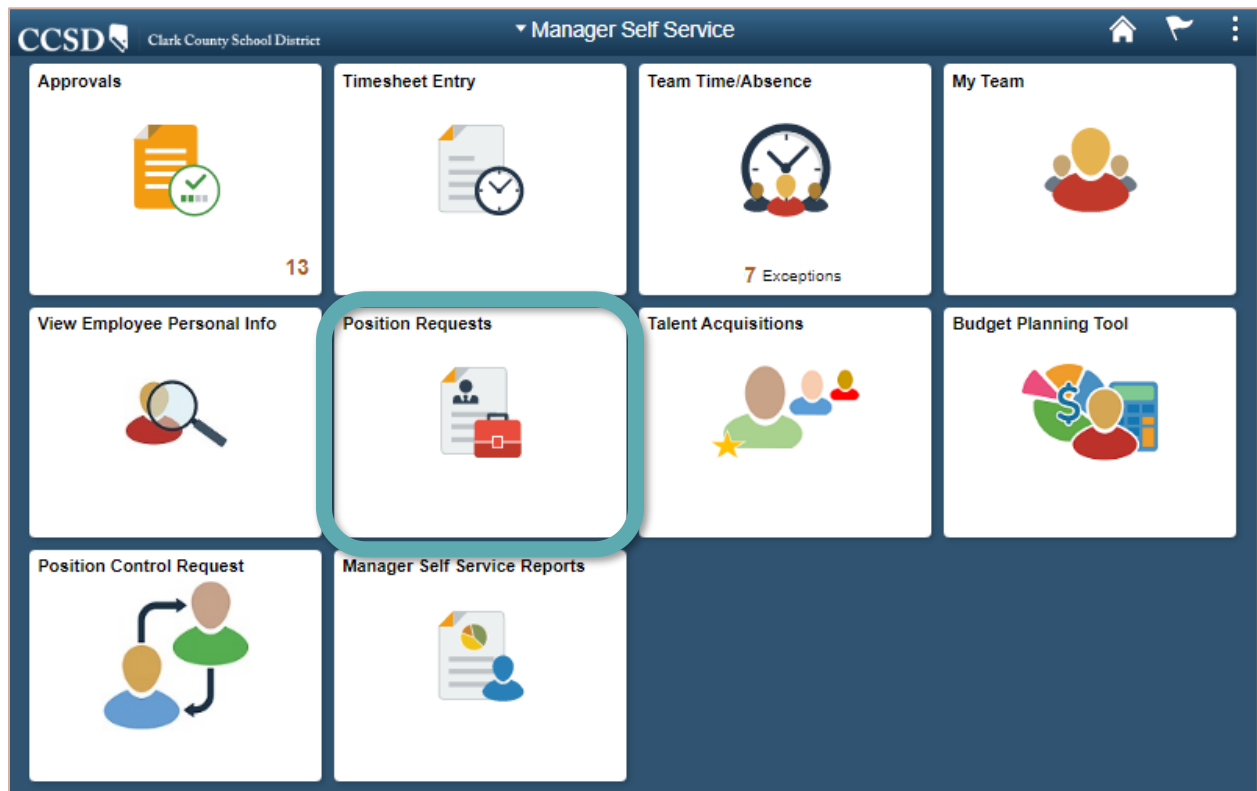 CCSD Clark County School District
Manager Self Service
Approvals
13
Timesheet Entry
Team Time/Absence
7 Exceptions
My Team
View Employee Personal Info
Position Requests
Talent Acquisitions
Budget Planning Tool
$
Position Control Request
Manager Self Service Reports